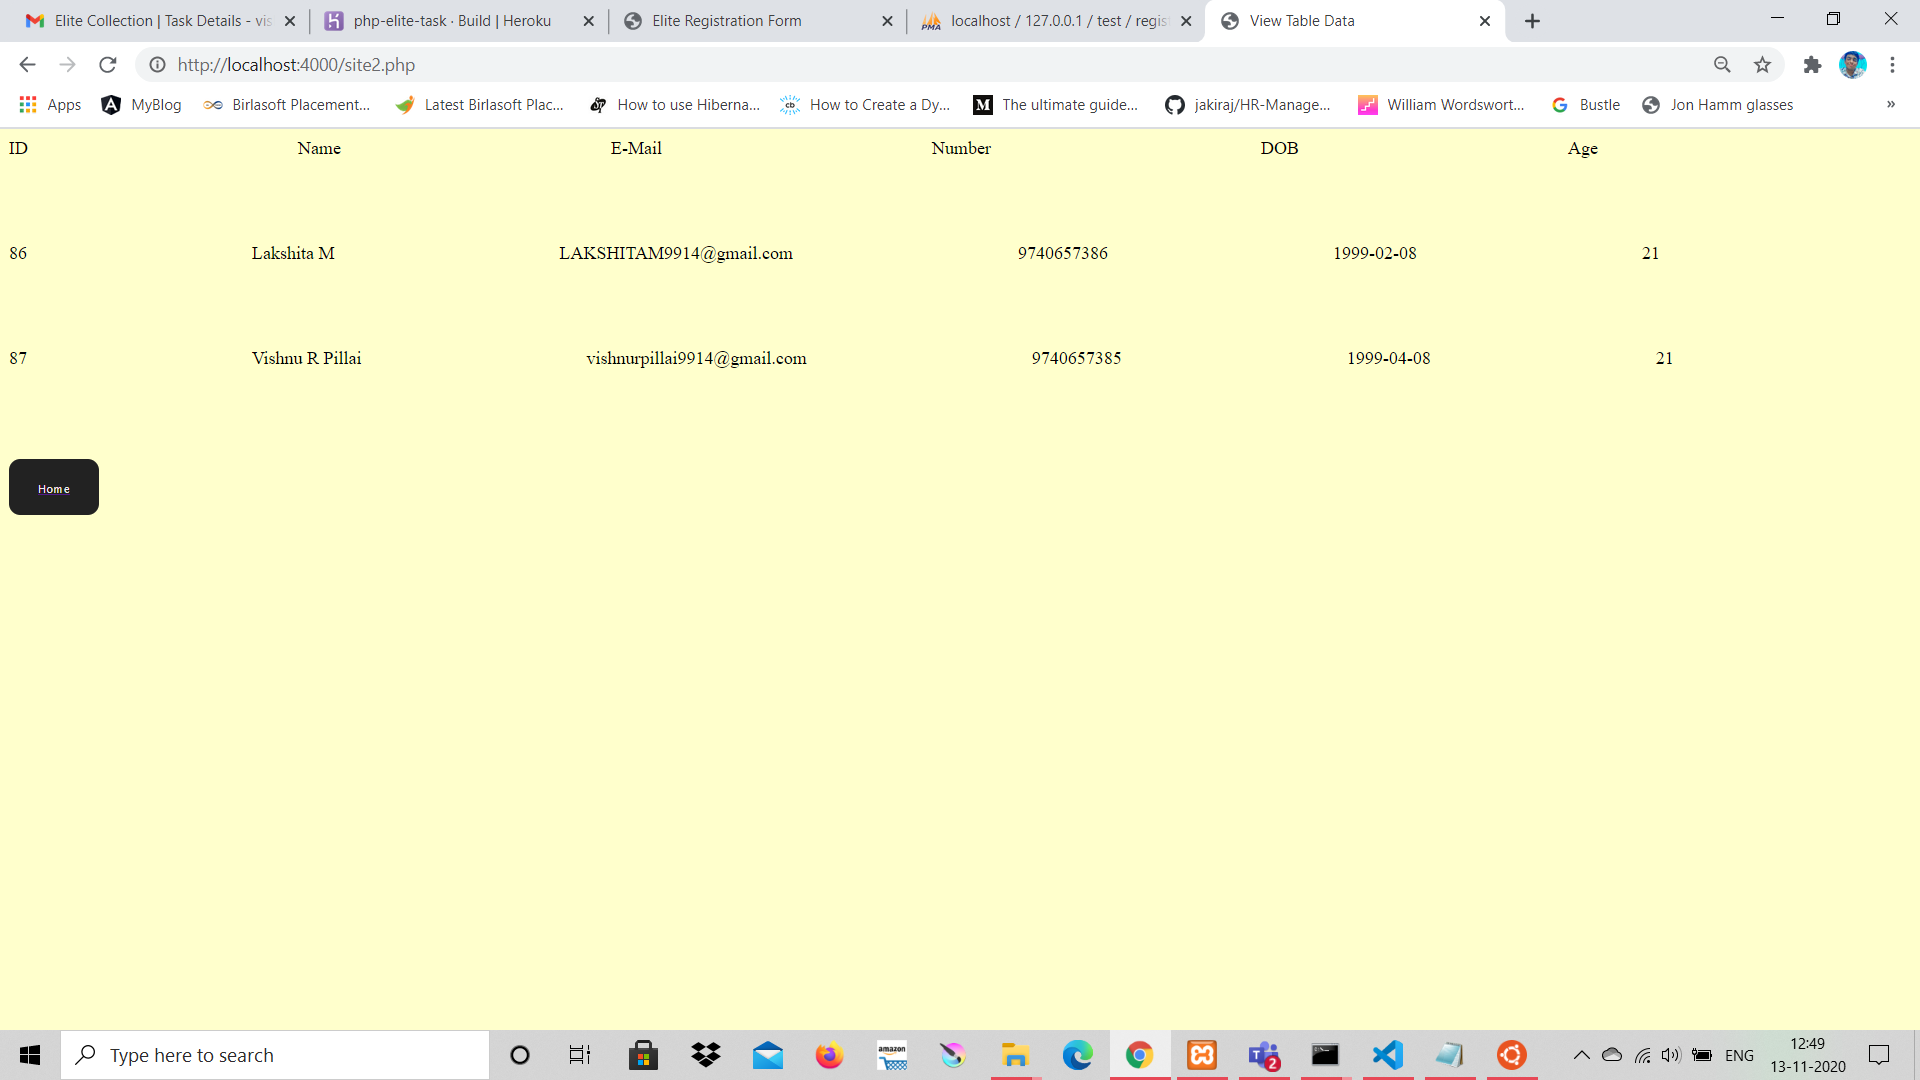 Elite Collection | Task Details - vis
php-elite-task · Build | Heroku
Elite Registration Form
PMA
localhost / 127.0.0.1 / test / regis
View Table Data
http://localhost:4000/site2.php
Apps
MyBlog
Birlasoft Placement...
Latest Birlasoft Plac...
How to use Hiberna...
cb
How to Create a Dy...
M
The ultimate guide...
jakiraj/HR-Manage...
William Wordswort...
Bustle
Jon Hamm glasses
»
ID Name E-Mail Number DOB Age
86 Lakshita M LAKSHITAM9914@gmail.com 9740657386 1999-02-08 21
87 Vishnu R Pillai vishnurpillai9914@gmail.com 9740657385 1999-04-08 21
Home
Type here to search
amazon
2
ENG
12:49
13-11-2020